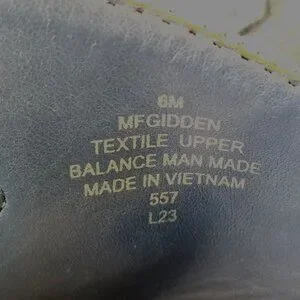 6M
MFGIDDEN
TEXTILE UPPER
BALANCE MAN MADE
MADE IN VIETNAM
557
L23